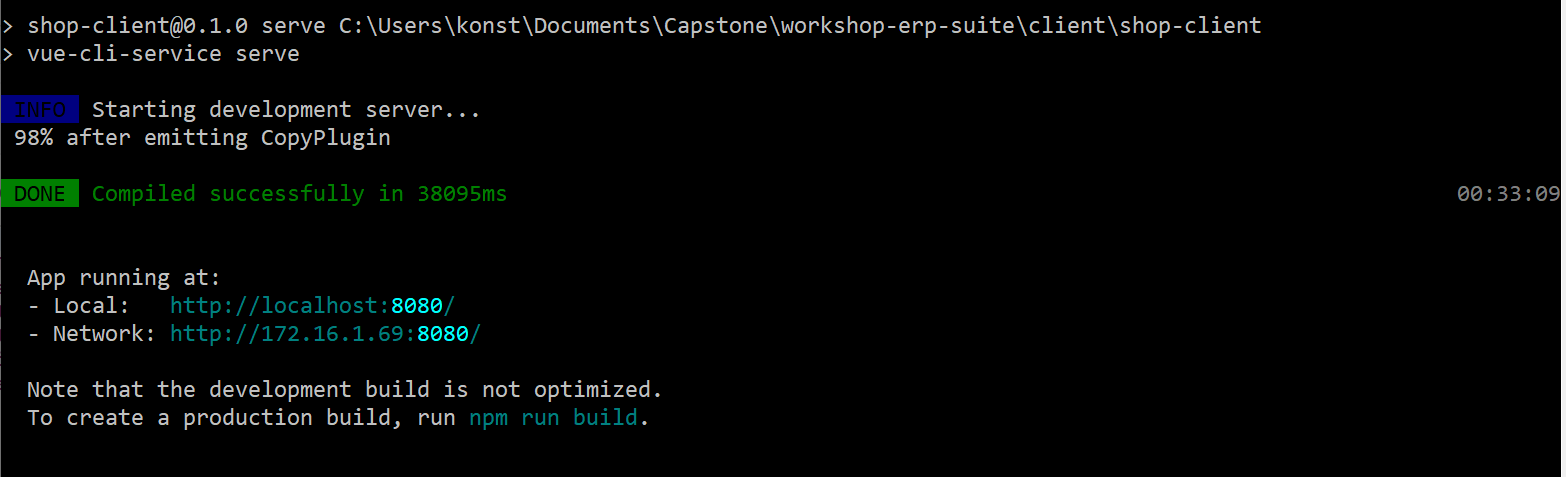 > shop-client@0.1.0 serve C:\Users\konst\Documents\Capstone\workshop-erp-suite\client\shop-client
> vue-cli-service serve
INFO Starting development server...
98% after emitting CopyPlugin
DONE Compiled successfully in 38095ms 00:33:09
App running at:
- Local: http://localhost:8080/
- Network: http://172.16.1.69:8080/
Note that the development build is not optimized.
To create a production build, run npm run build.